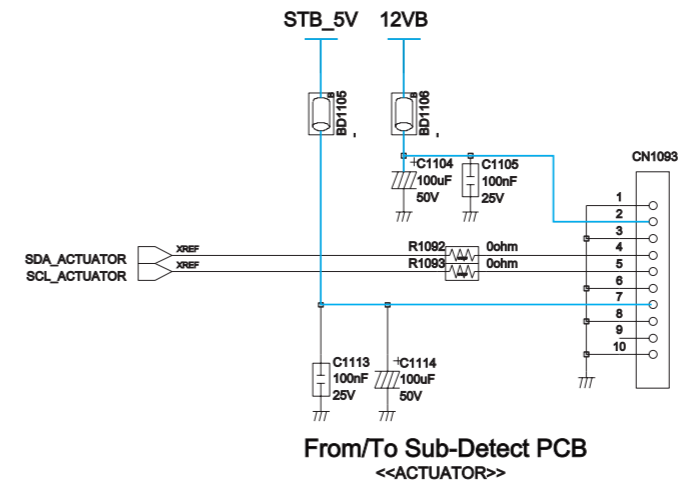 STB_5V 12VB
BD1105
BD1106
C1104
100uF
50V
C1105
100nF
25V
CN1093
1
2
3
4
5
6
7
8
9
10
SDA_ACTUATOR
SCL_ACTUATOR
XREF
XREF
R1092 0ohm
R1093 0ohm
C1113
100nF
25V
C1114
100uF
50V
From/To Sub-Detect PCB
<<ACTUATOR>>